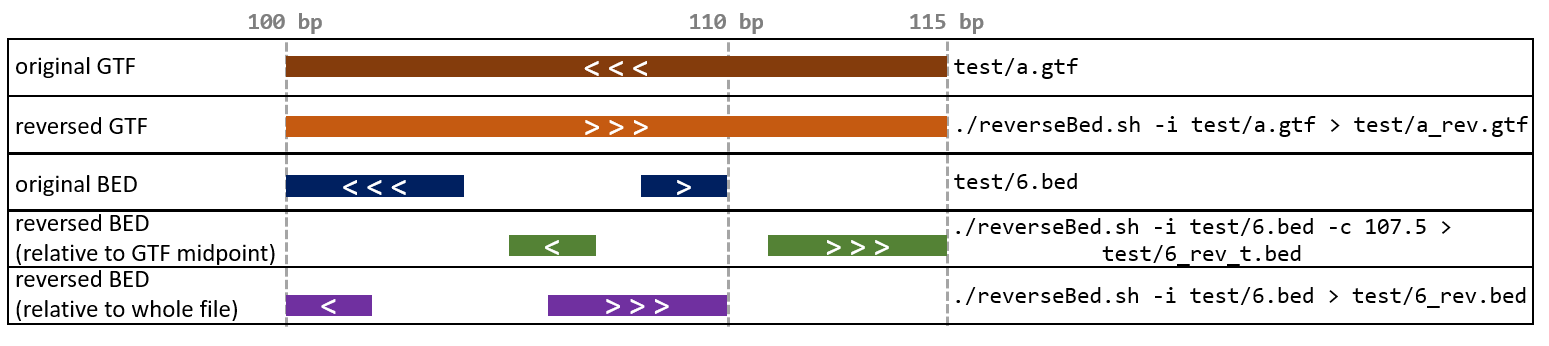 100 bp 110 bp 115 bp
original GTF <<< test/a.gtf
reversed GTF >>> ./reverseBed.sh -i test/a.gtf > test/a_rev.gtf
original BED <<< > test/6.bed
reversed BED
(relative to GTF midpoint) < >>> ./reverseBed.sh -i test/6.bed -c 107.5 >
test/6_rev_t.bed
reversed BED
(relative to whole file) < >>> ./reverseBed.sh -i test/6.bed > test/6_rev.bed